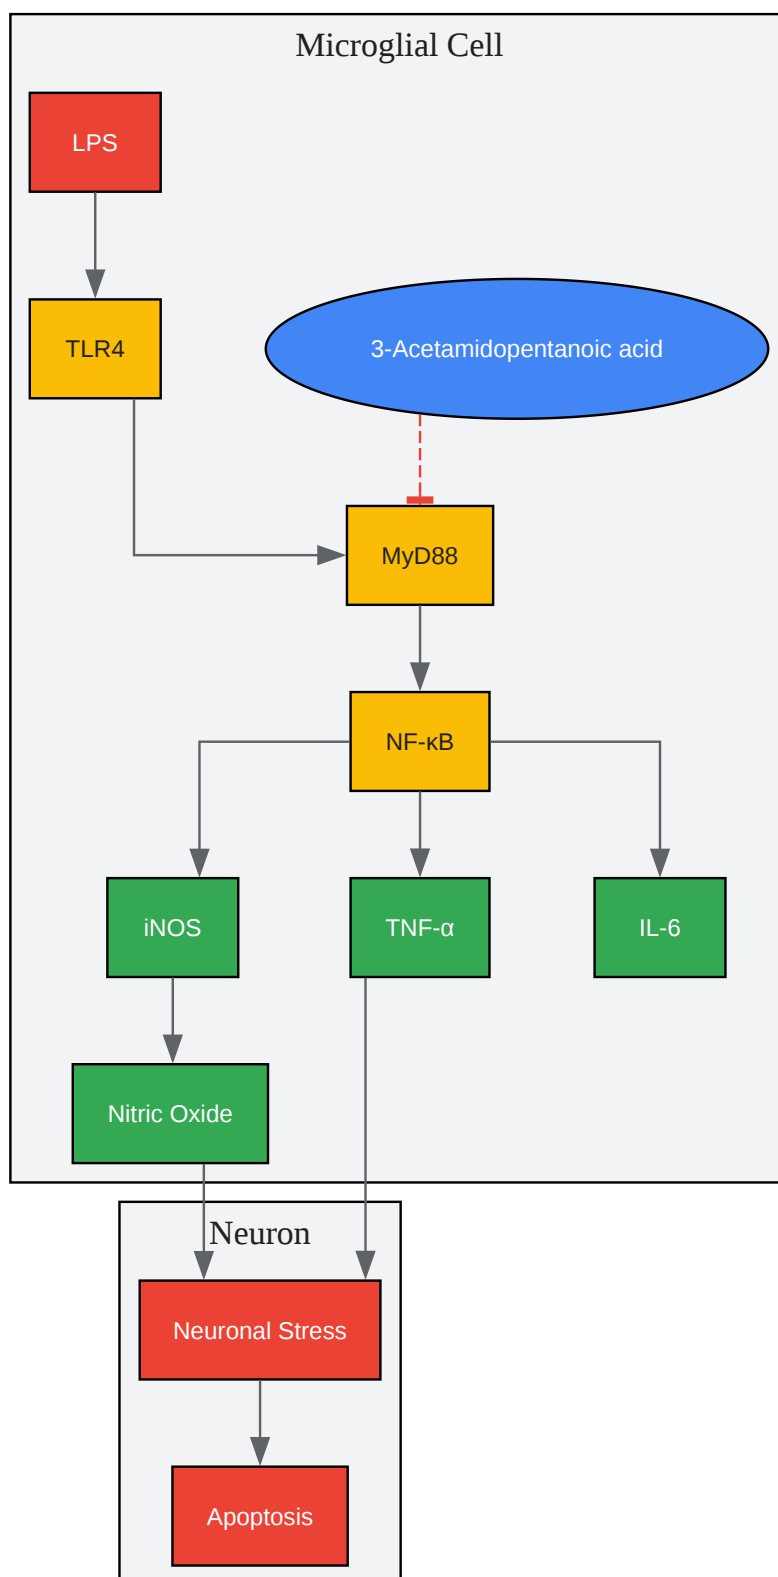 Microglial Cell
LPS
TLR4
3-Acetamidopentanoic acid
MyD88
NF-κB
iNOS
TNF-α
IL-6
Nitric Oxide
Neuron
Neuronal Stress
Apoptosis